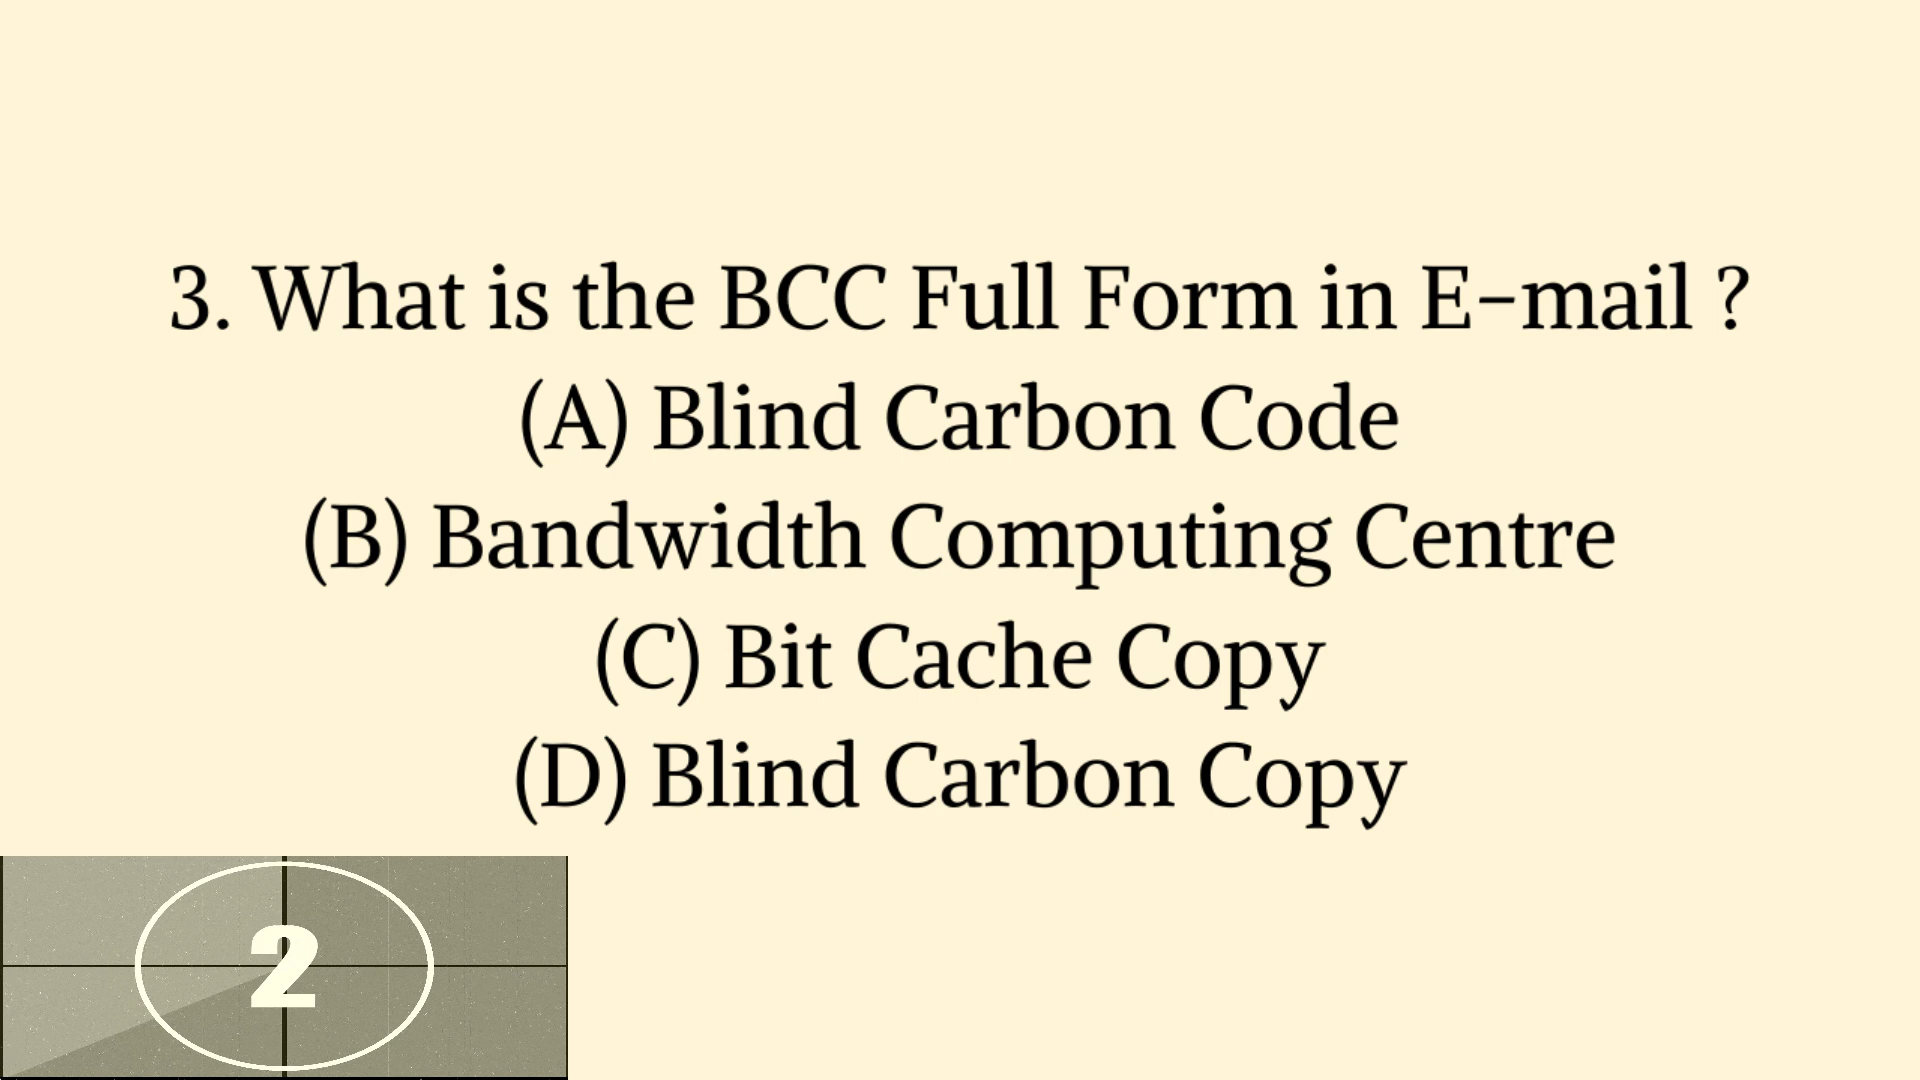 3. What is the BCC Full Form in E-mail ?
(A) Blind Carbon Code
(B) Bandwidth Computing Centre
(C) Bit Cache Copy
(D) Blind Carbon Copy
2